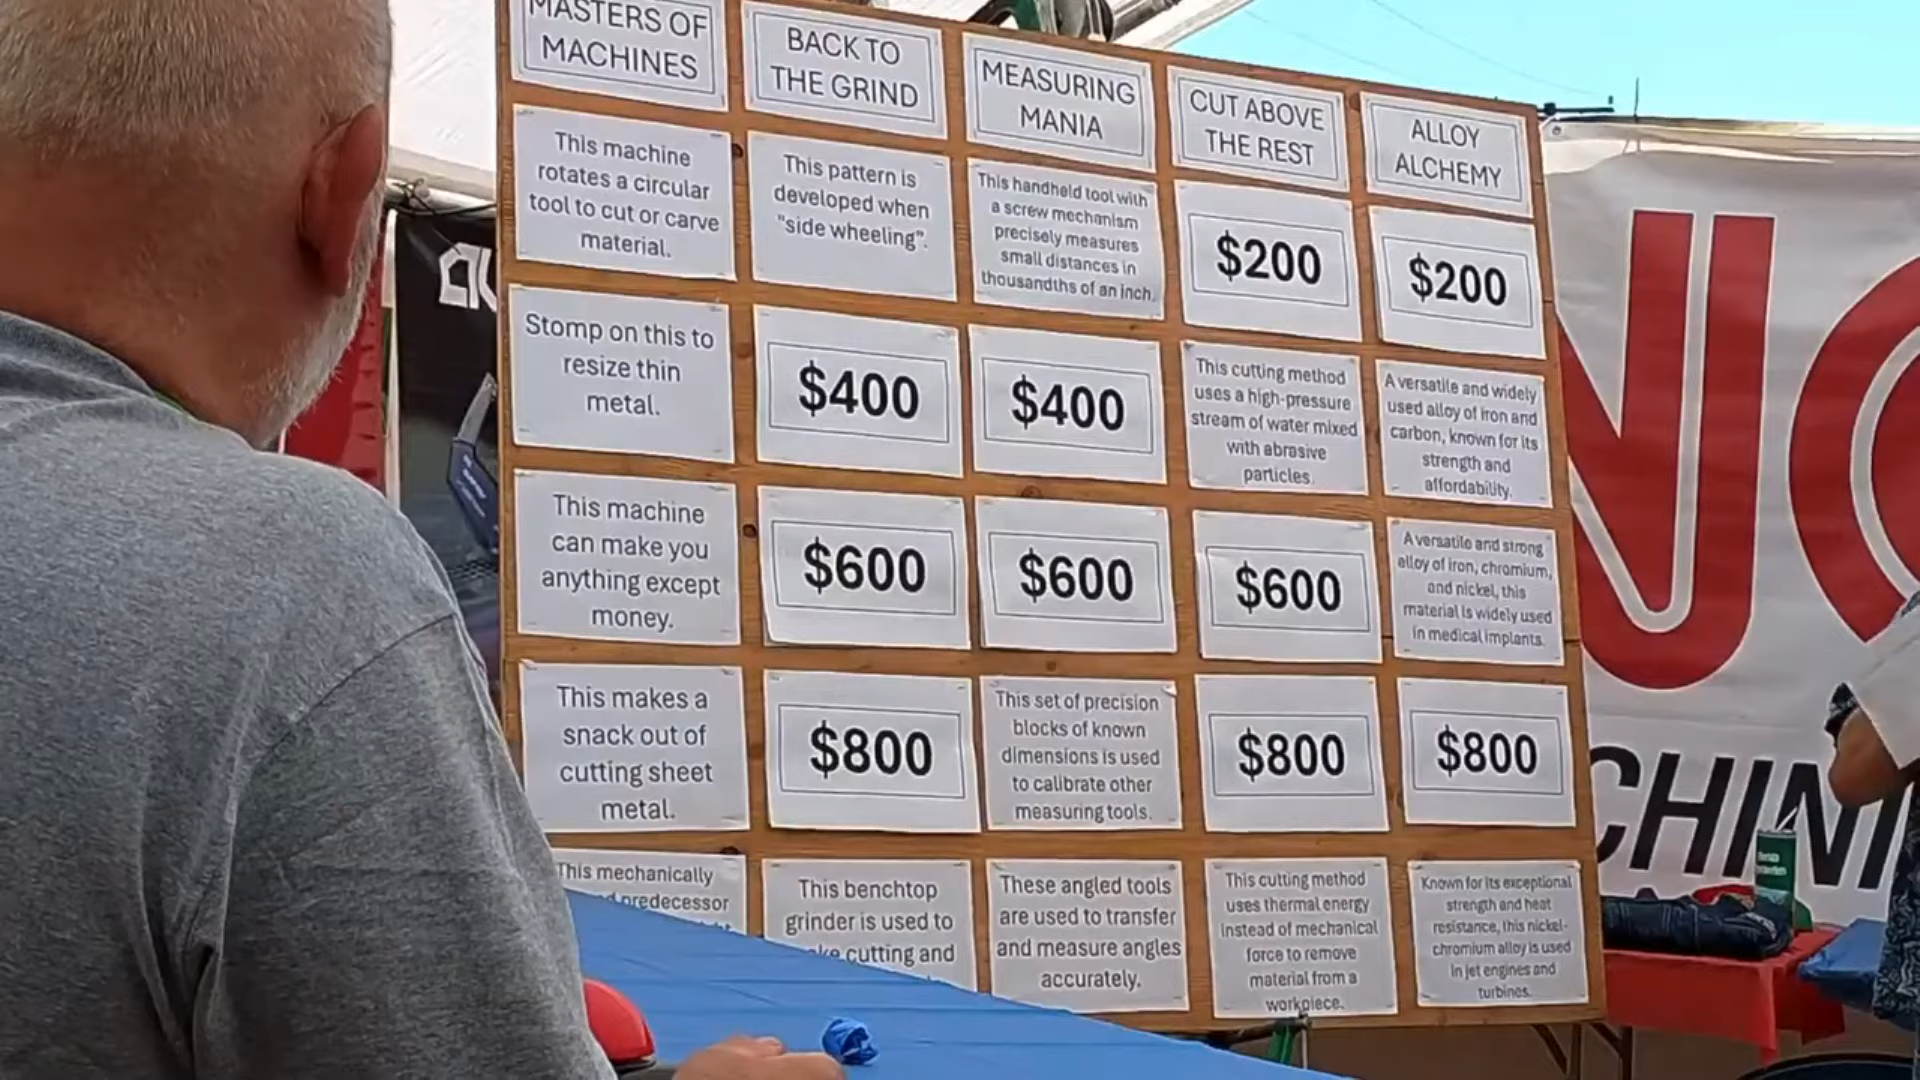 MASTERS OF
MACHINES
BACK TO
THE GRIND
MEASURING
MANIA
CUT ABOVE
THE REST
ALLOY
ALCHEMY
This machine
rotates a circular
tool to cut or carve
material.
This pattern is
developed when
"side wheeling".
This handheld tool with
a screw mechanism
precisely measures
small distances in
thousandths of an inch.
$200
$200
Stomp on this to
resize thin
metal.
$400
$400
This cutting method
uses a high-pressure
stream of water mixed
with abrasive
particles.
A versatile and widely
used alloy of iron and
carbon, known for its
strength and
affordability.
This machine
can make you
anything except
money.
$600
$600
$600
A versatile and strong
alloy of iron, chromium,
and nickel, this
material is widely used
in medical implants.
This makes a
snack out of
cutting sheet
metal.
$800
This set of precision
blocks of known
dimensions is used
to calibrate other
measuring tools.
$800
$800
This mechanically
predecessor
This benchtop
grinder is used to
cutting and
These angled tools
are used to transfer
and measure angles
accurately.
This cutting method
uses thermal energy
instead of mechanical
force to remove
material from a
workpiece.
Known for its exceptional
strength and heat
resistance, this nickel-
chromium alloy is used
in jet engines and
turbines.
CHINI